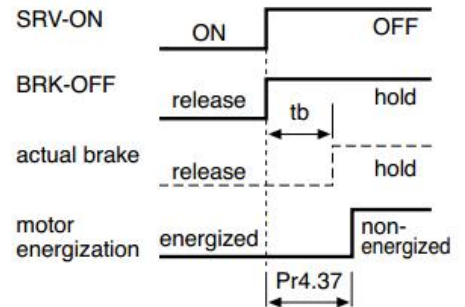 SRV-ON ON OFF
BRK-OFF release hold
tb
actual brake release hold
motor energization energized non-energized
Pr4.37